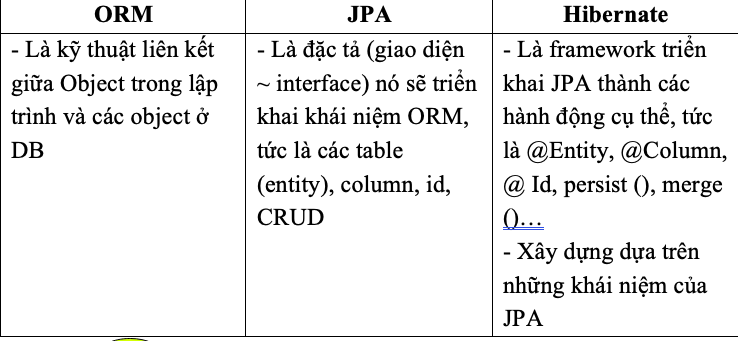 ORM
- Là kỹ thuật liên kết
giữa Object trong lập
trình và các object ở
DB
JPA
- Là đặc tả (giao diện
~ interface) nó sẽ triển
khai khái niệm ORM,
tức là các table
(entity), column, id,
CRUD
Hibernate
- Là framework triển
khai JPA thành các
hành động cụ thể, tức
là @Entity, @Column,
@ Id, persist (), merge
()…
- Xây dựng dựa trên
những khái niệm của
JPA